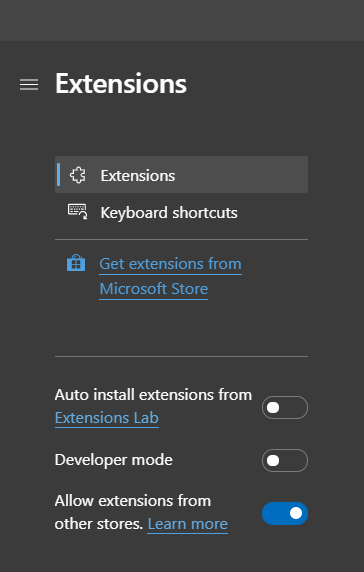 Extensions
Extensions
Keyboard shortcuts
Get extensions from
Microsoft Store
Auto install extensions from
Extensions Lab
Developer mode
Allow extensions from
other stores. Learn more